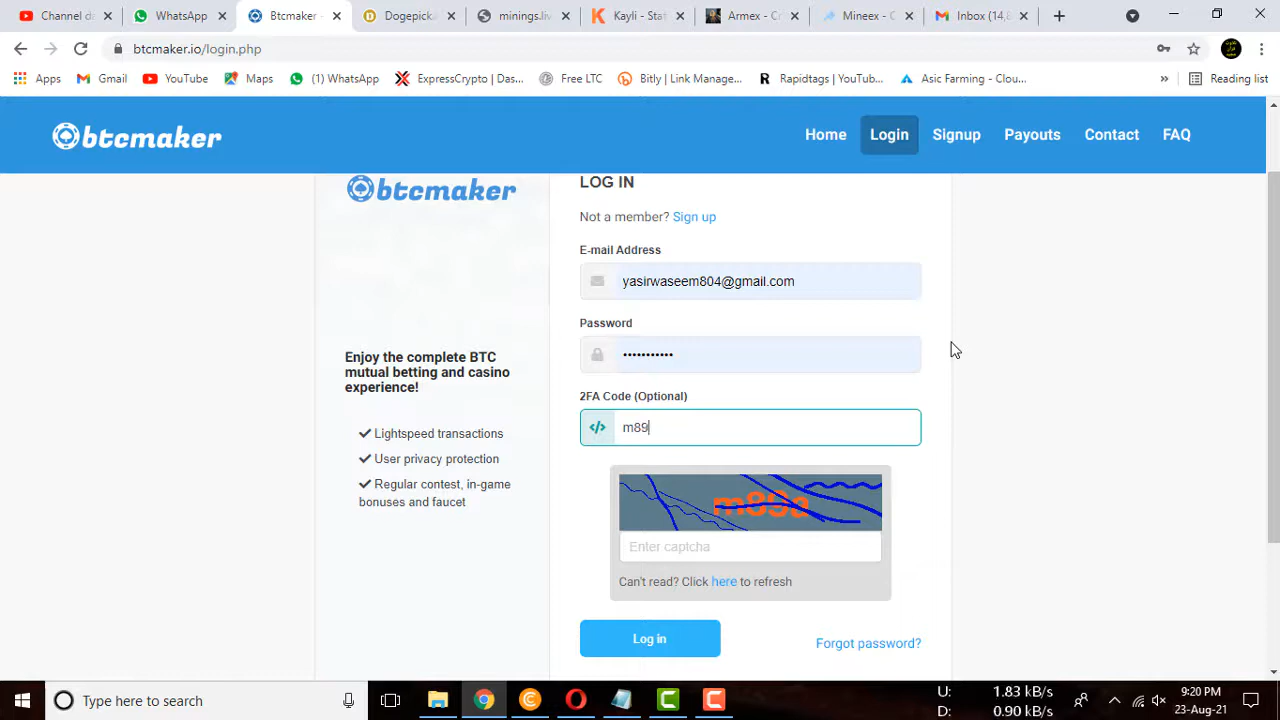 Channel da
WhatsApp
Btcmaker -
Dogepick.
minings.liv
Kayli - Stat
Armex - Cr
Mineex - C
Inbox (14,8
btcmaker.io/login.php
Apps
Gmail
YouTube
Maps
(1) WhatsApp
ExpressCrypto | Das...
Free LTC
Bitly | Link Manage...
Rapidtags | YouTub...
Asic Farming - Clou...
»
Reading list
btcmaker
Home
Login
Signup
Payouts
Contact
FAQ
btcmaker
Enjoy the complete BTC
mutual betting and casino
experience!
Lightspeed transactions
User privacy protection
Regular contest, in-game
bonuses and faucet
LOG IN
Not a member? Sign up
E-mail Address
yasirwaseem804@gmail.com
Password
•••••••••••
2FA Code (Optional)
m89
m89a
Enter captcha
Can't read? Click here to refresh
Log in
Forgot password?
Type here to search
U: 1.83 kB/s
D: 0.90 kB/s
9:20 PM
23-Aug-21